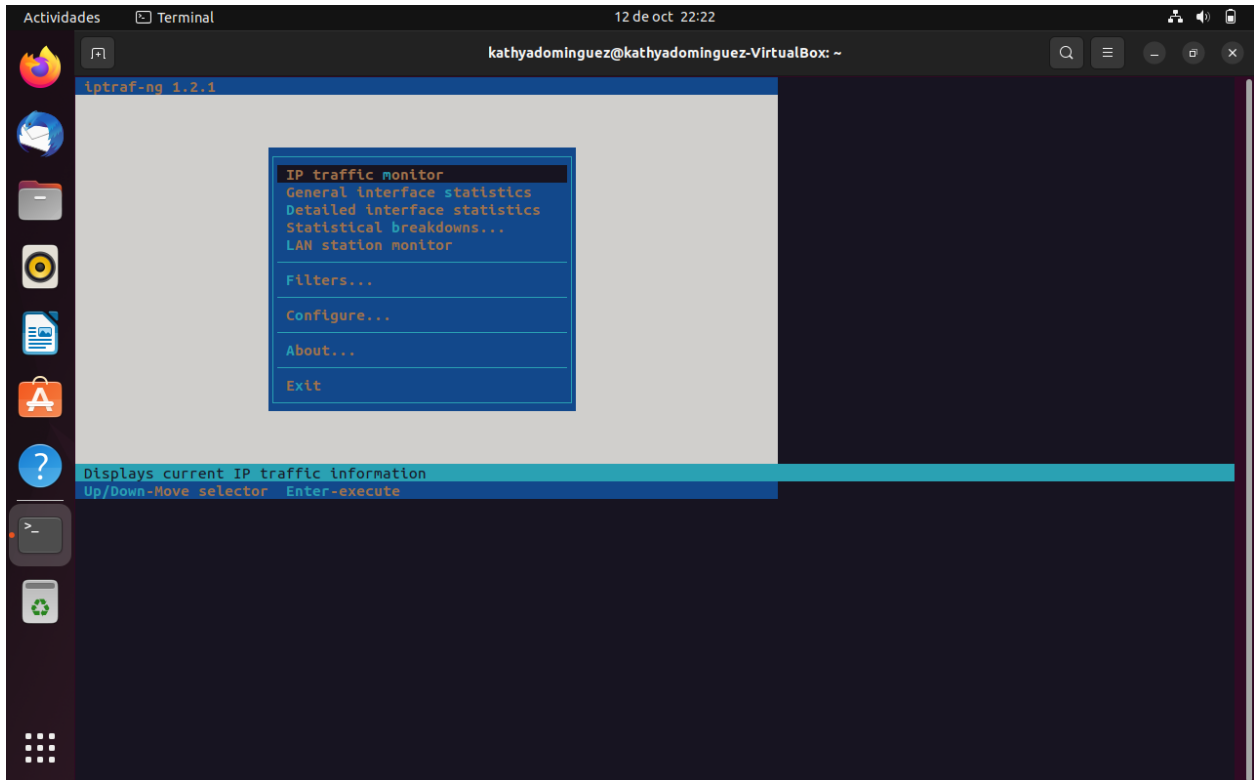 Actividades Terminal 12 de oct 22:22
kathyadominguez@kathyadominguez-VirtualBox: ~
iptraf-ng 1.2.1
IP traffic monitor
General interface statistics
Detailed interface statistics
Statistical breakdowns...
LAN station monitor
Filters...
Configure...
About...
Exit
Displays current IP traffic information
Up/Down-Move selector Enter-execute